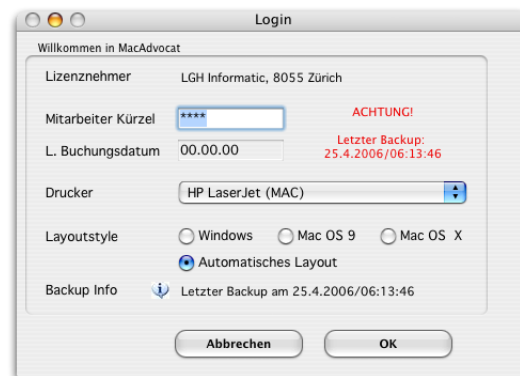 Login
Willkommen in MacAdvocat
Lizenznehmer LGH Informatic, 8055 Zürich
Mitarbeiter Kürzel **** ACHTUNG!
L. Buchungsdatum 00.00.00 Letzter Backup:
25.4.2006/06:13:46
Drucker HP LaserJet (MAC)
Layoutstyle Windows Mac OS 9 Mac OS X
Automatisches Layout
Backup Info Letzter Backup am 25.4.2006/06:13:46
Abbrechen OK